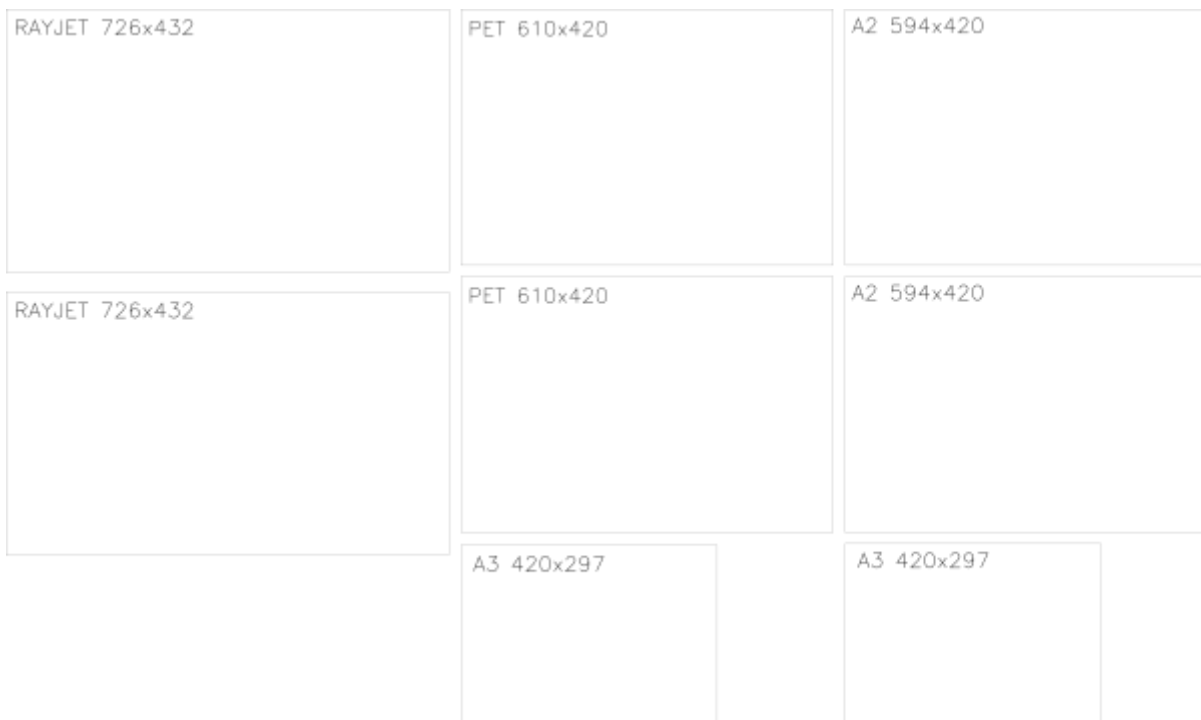 RAYJET 726x432
PET 610x420
A2 594x420
RAYJET 726x432
PET 610x420
A2 594x420
A3 420x297
A3 420x297